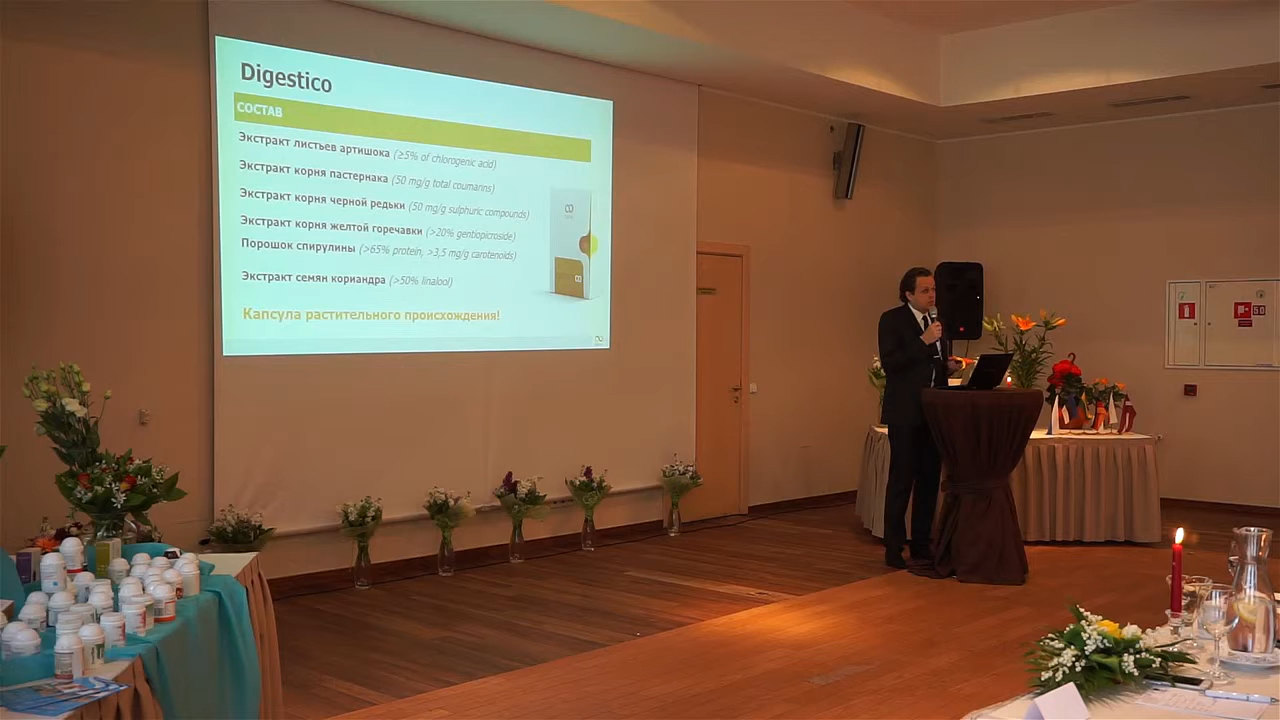 Digestico
СОСТАВ
Экстракт листьев артишока (≥5% of chlorogenic acid)
Экстракт корня пастернака (50 mg/g total coumarins)
Экстракт корня черной редьки (50 mg/g sulphuric compounds)
Экстракт корня желтой горечавки (>20% gentiopicroside)
Порошок спирулины (>65% protein, >3,5 mg/g carotenoids)
Экстракт семян кориандра (>50% linalool)
Капсула растительного происхождения!